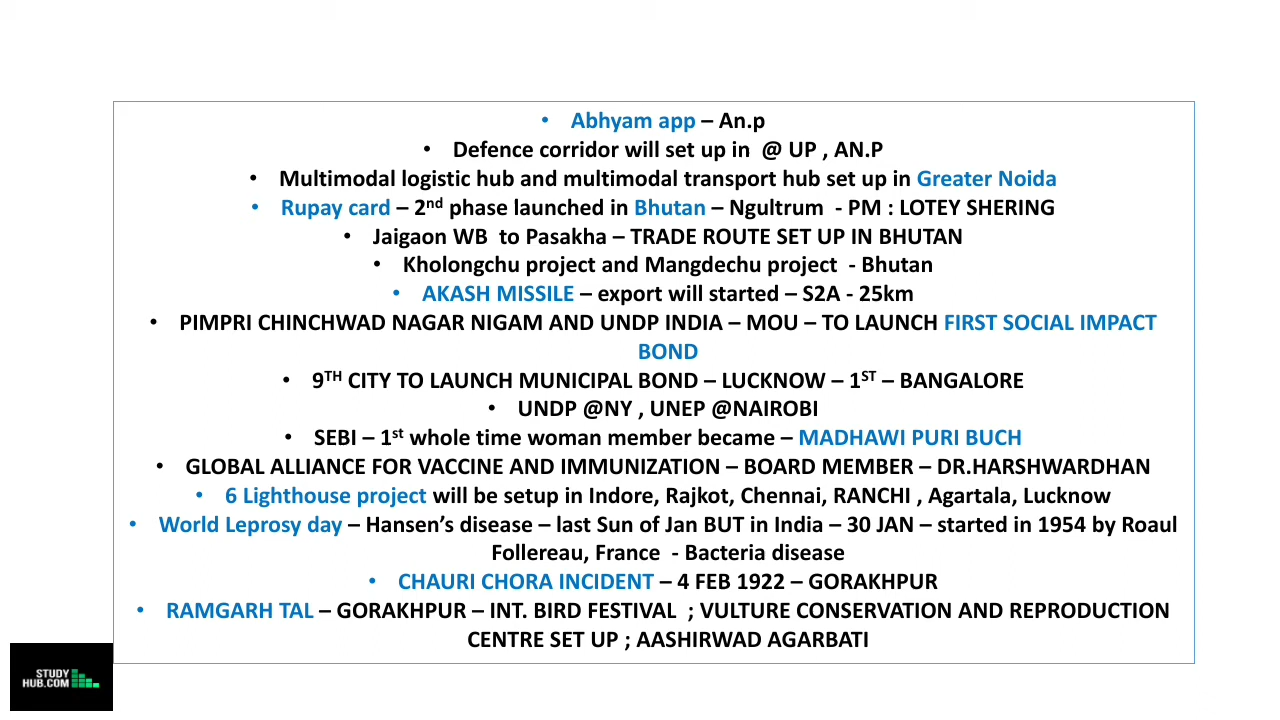 • Abhyam app – An.p
• Defence corridor will set up in @ UP , AN.P
• Multimodal logistic hub and multimodal transport hub set up in Greater Noida
• Rupay card – 2nd phase launched in Bhutan – Ngultrum - PM : LOTEY SHERING
• Jaigaon WB to Pasakha – TRADE ROUTE SET UP IN BHUTAN
• Kholongchu project and Mangdechu project - Bhutan
• AKASH MISSILE – export will started – S2A - 25km
• PIMPRI CHINCHWAD NAGAR NIGAM AND UNDP INDIA – MOU – TO LAUNCH FIRST SOCIAL IMPACT
BOND
• 9TH CITY TO LAUNCH MUNICIPAL BOND – LUCKNOW – 1ST – BANGALORE
• UNDP @NY , UNEP @NAIROBI
• SEBI – 1st whole time woman member became – MADHAWI PURI BUCH
• GLOBAL ALLIANCE FOR VACCINE AND IMMUNIZATION – BOARD MEMBER – DR.HARSHWARDHAN
• 6 Lighthouse project will be setup in Indore, Rajkot, Chennai, RANCHI , Agartala, Lucknow
• World Leprosy day – Hansen’s disease – last Sun of Jan BUT in India – 30 JAN – started in 1954 by Roaul
Follereau, France - Bacteria disease
• CHAURI CHORA INCIDENT – 4 FEB 1922 – GORAKHPUR
• RAMGARH TAL – GORAKHPUR – INT. BIRD FESTIVAL ; VULTURE CONSERVATION AND REPRODUCTION
CENTRE SET UP ; AASHIRWAD AGARBATI
STUDY
HUB.COM